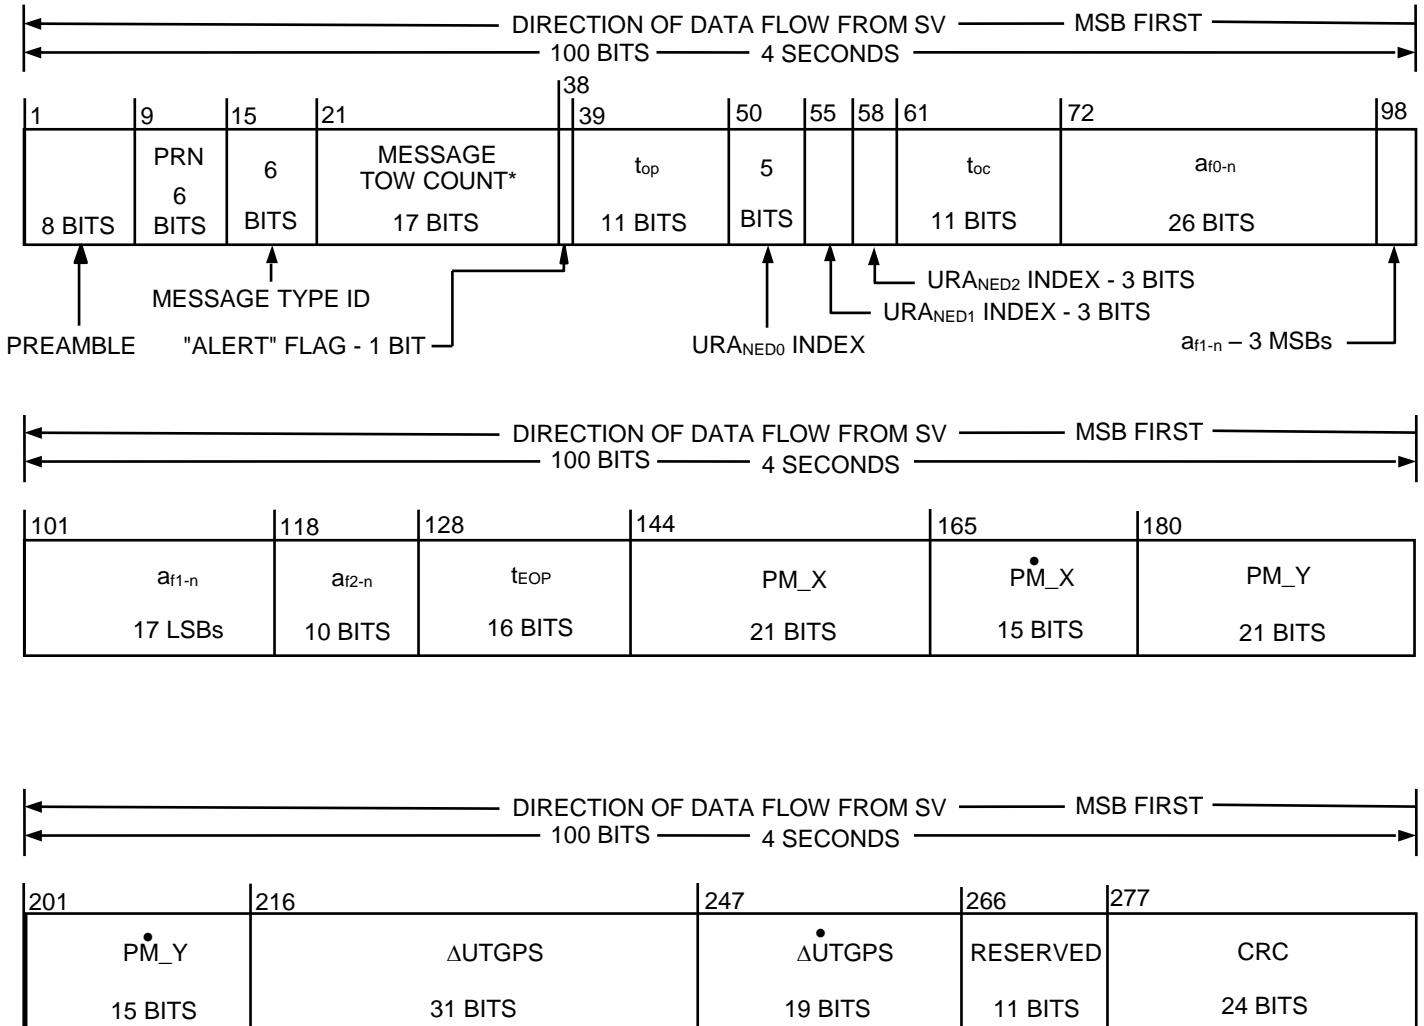 DIRECTION OF DATA FLOW FROM SV MSB FIRST
100 BITS 4 SECONDS
38
1 9 15 21 39 50 55 58 61 72 98
PRN 6 MESSAGE top 5 toc af0-n
6 TOW COUNT*
8 BITS BITS BITS 17 BITS 11 BITS BITS 11 BITS 26 BITS
URANED2 INDEX - 3 BITS
MESSAGE TYPE ID URANED1 INDEX - 3 BITS
PREAMBLE "ALERT" FLAG - 1 BIT URANED0 INDEX af1-n – 3 MSBs
DIRECTION OF DATA FLOW FROM SV MSB FIRST
100 BITS 4 SECONDS
101 118 128 144 165 180
af1-n af2-n tEOP PM_X PṀ_X PM_Y
17 LSBs 10 BITS 16 BITS 21 BITS 15 BITS 21 BITS
DIRECTION OF DATA FLOW FROM SV MSB FIRST
100 BITS 4 SECONDS
201 216 247 266 277
PṀ_Y ΔUTGPS ΔU̇TGPS RESERVED CRC
15 BITS 31 BITS 19 BITS 11 BITS 24 BITS